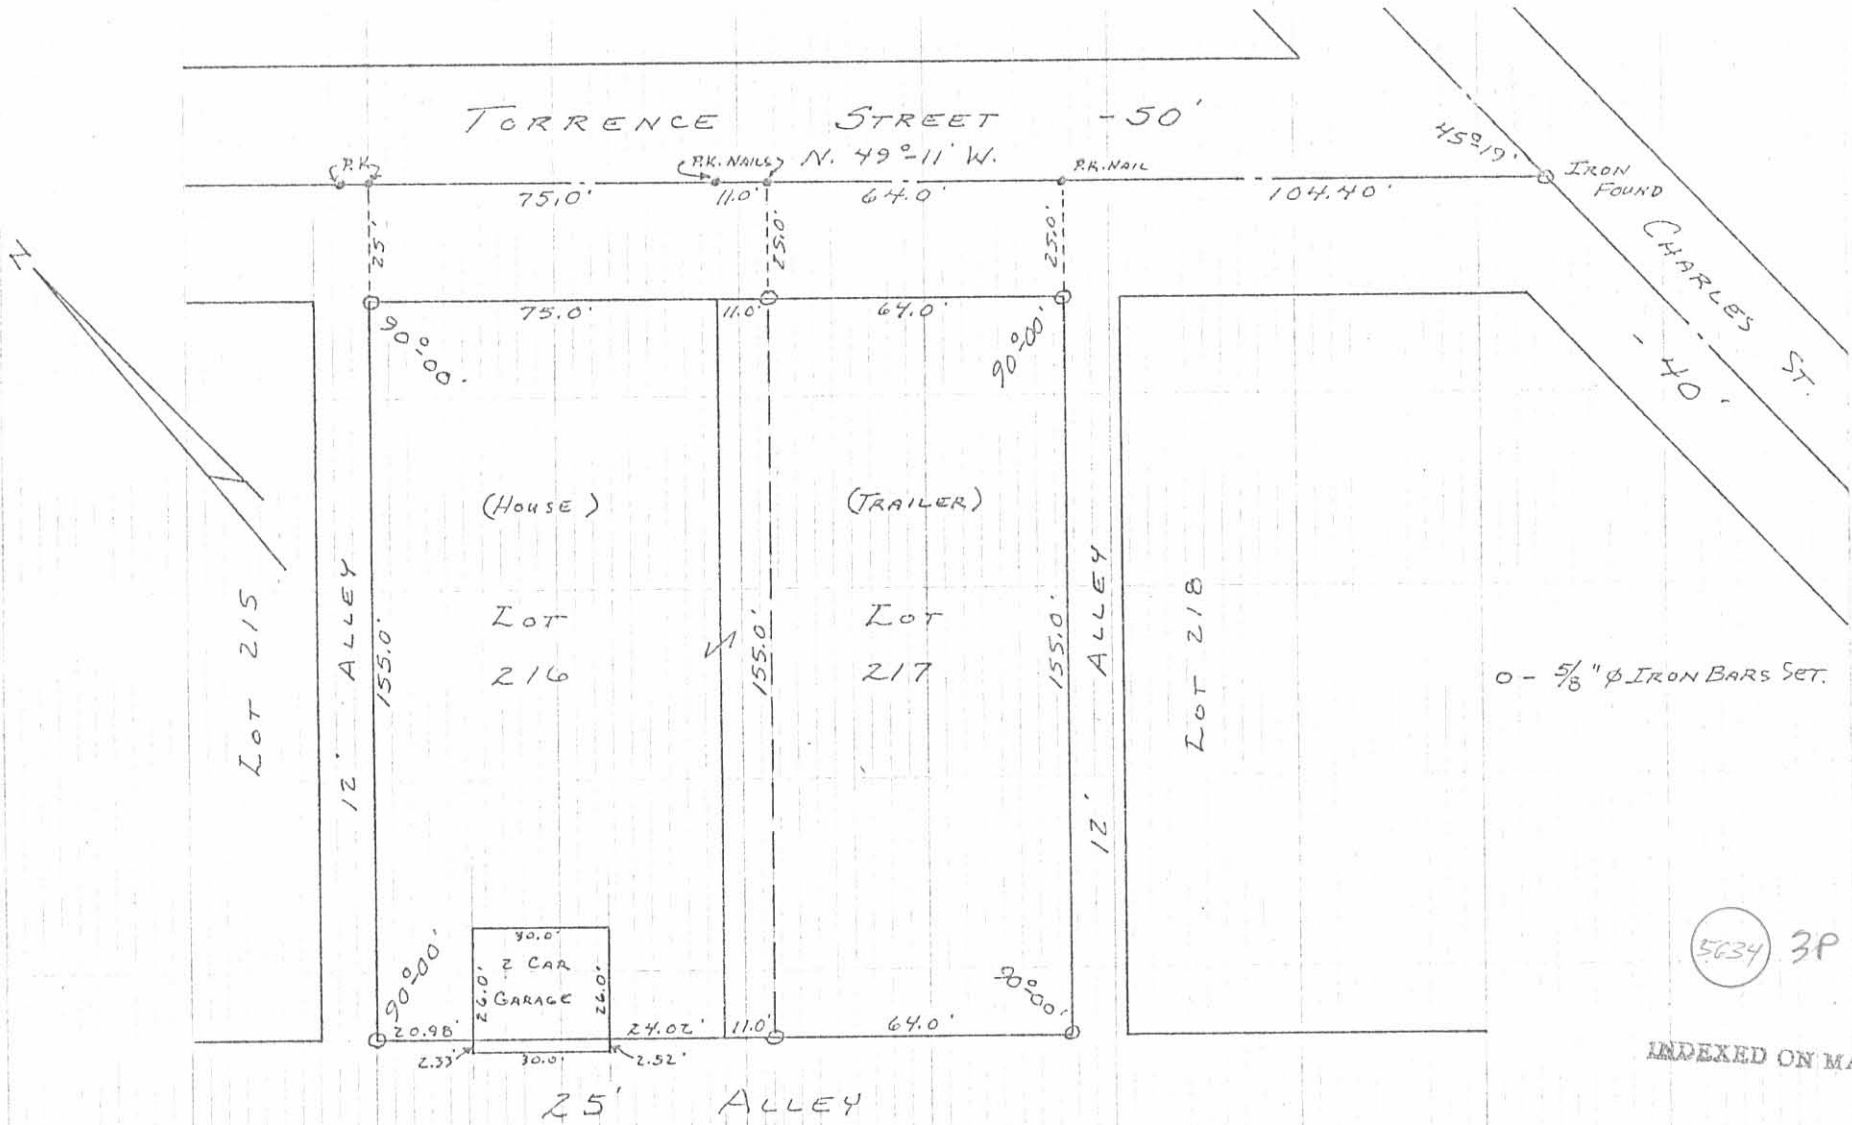 TORRENCE STREET - 50'
N. 49°-11' W.
P.K.
P.K. NAILS
P.K. NAIL
45°19'
IRON
FOUND
75.0'
11.0'
64.0'
104.40'
CHARLES ST.
- 40'
25'
25.0'
25.0'
N
75.0'
11.0'
64.0'
90°-00'
90°-00'
(HOUSE)
(TRAILER)
LOT 215
12' ALLEY
155.0'
LOT
216
155.0'
LOT
217
155.0'
12' ALLEY
LOT 218
O - 5/8" ⌀ IRON BARS SET.
90°-00'
30.0'
2 CAR
GARAGE
26.0'
26.0'
90°-00'
20.98'
24.02'
11.0'
64.0'
2.33'
30.0'
2.52'
25' ALLEY
5634
3P
INDEXED ON MA